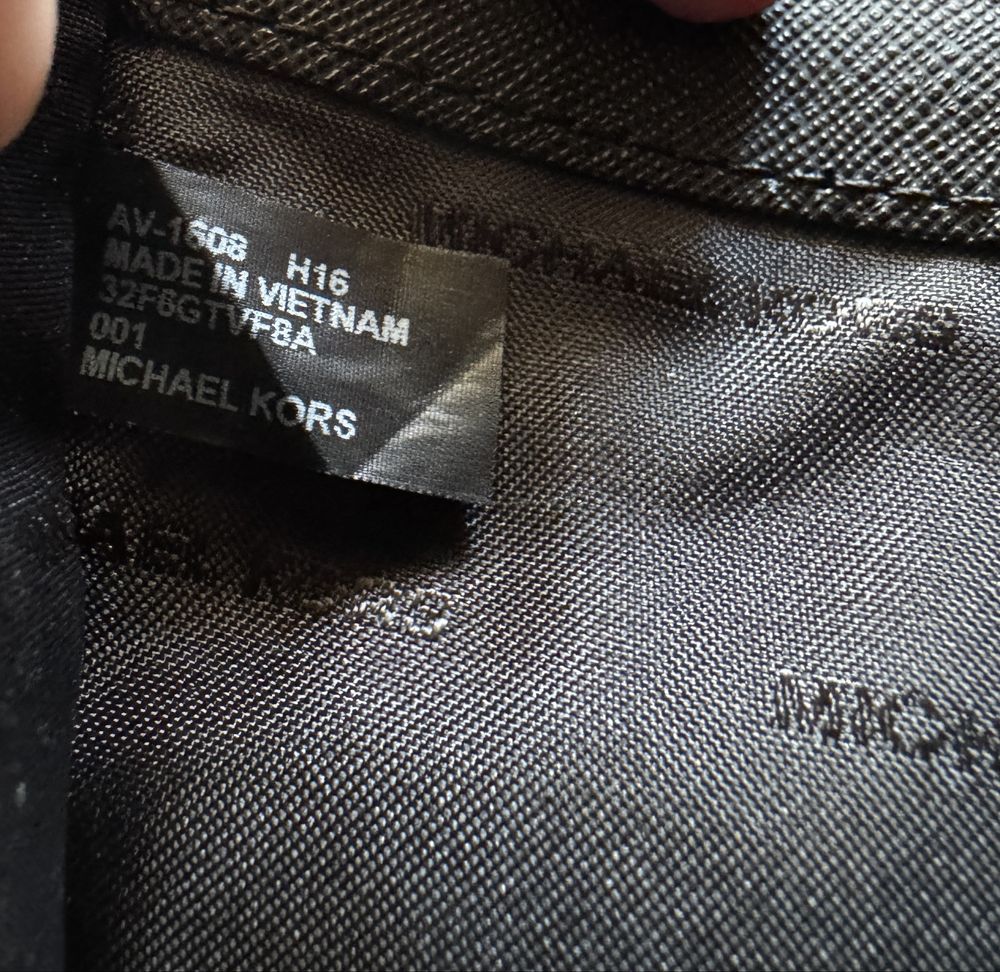 AV-1608 H16
MADE IN VIETNAM
32F6GTVF8A
001
MICHAEL KORS